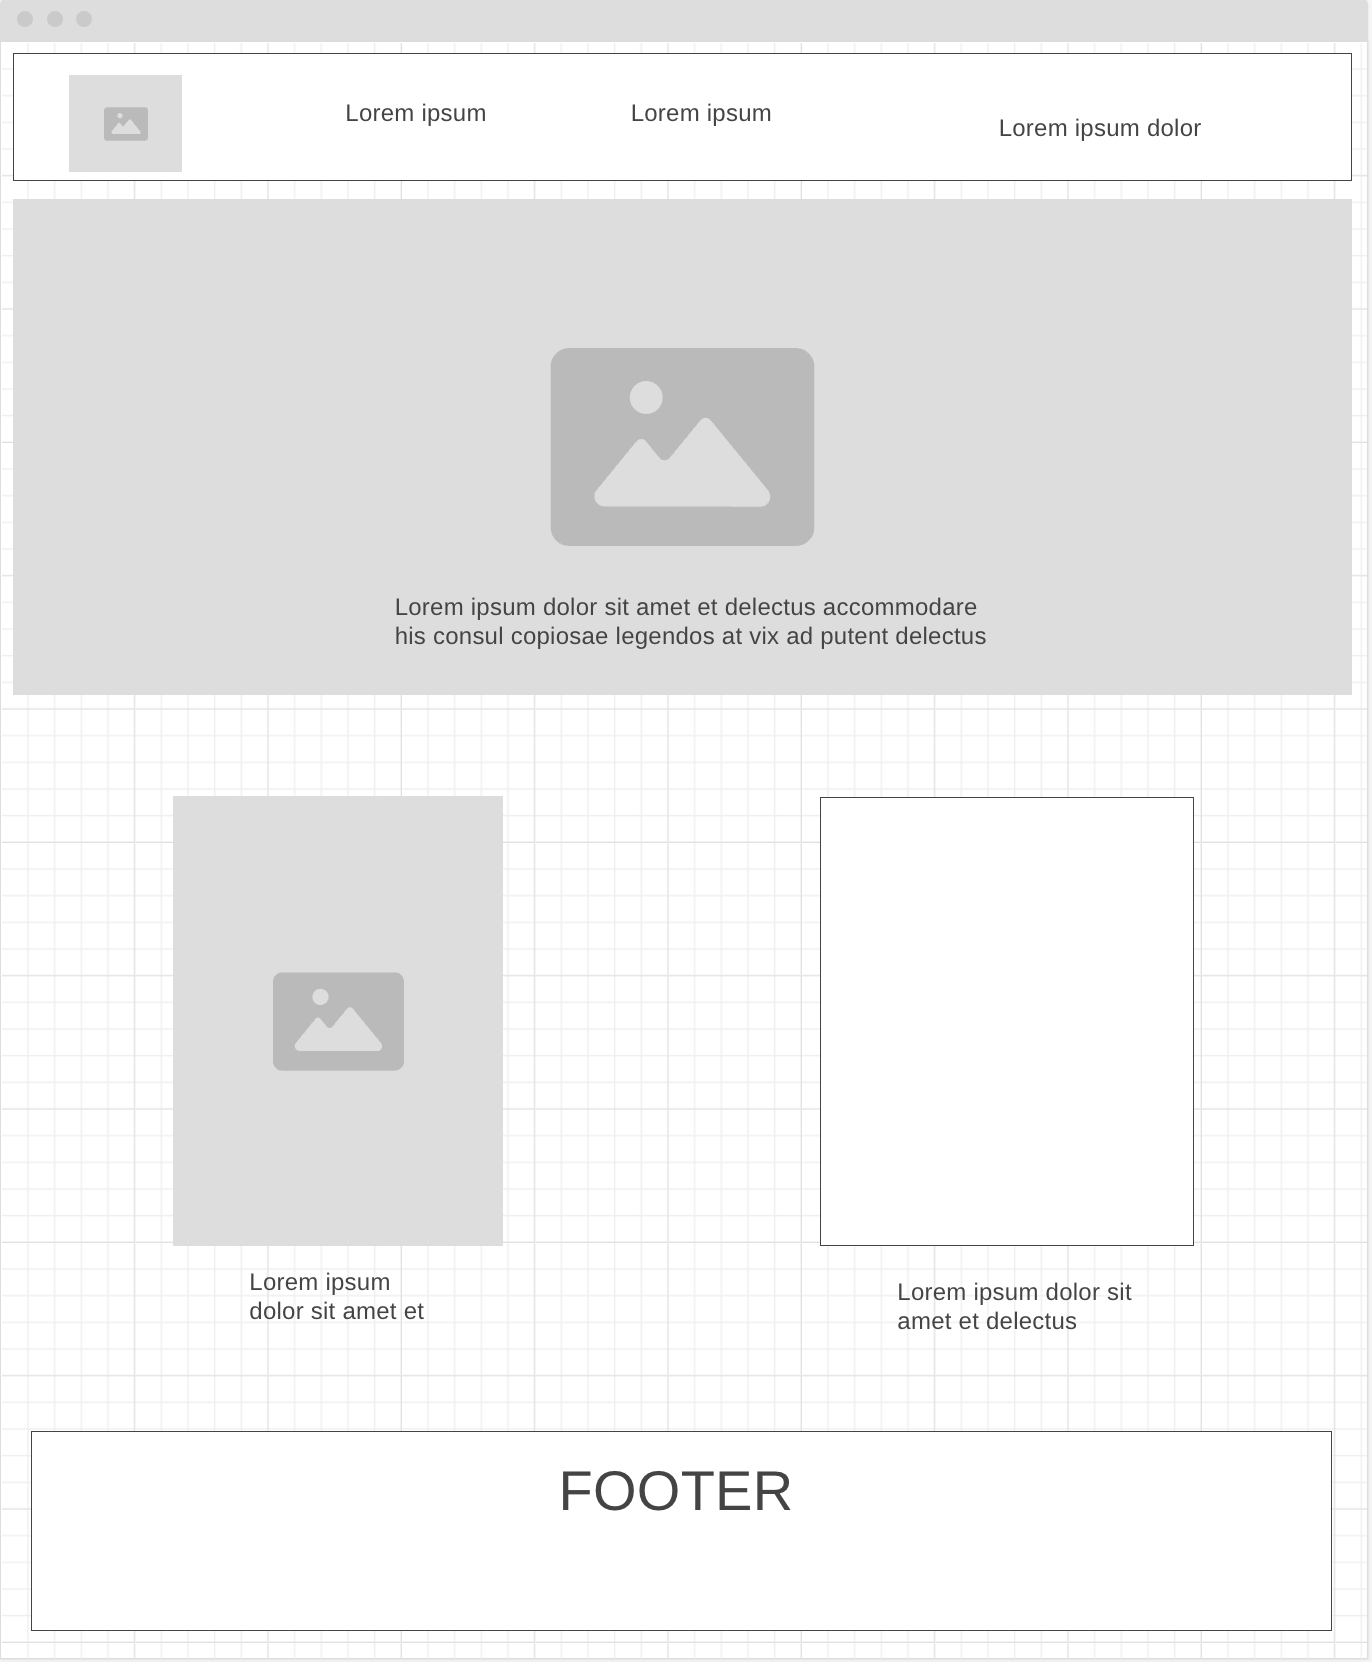 Lorem ipsum
Lorem ipsum
Lorem ipsum dolor
Lorem ipsum dolor sit amet et delectus accommodare
his consul copiosae legendos at vix ad putent delectus
Lorem ipsum
dolor sit amet et
Lorem ipsum dolor sit
amet et delectus
FOOTER